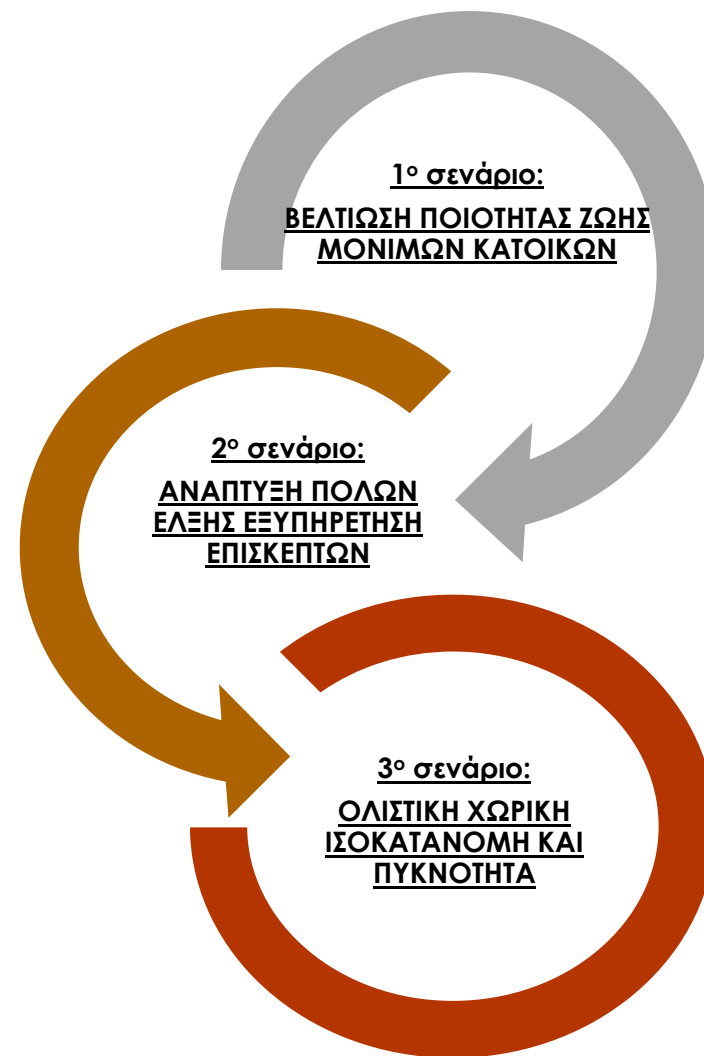 1ο σενάριο:
ΒΕΛΤΙΩΣΗ ΠΟΙΟΤΗΤΑΣ ΖΩΗΣ
ΜΟΝΙΜΩΝ ΚΑΤΟΙΚΩΝ
2ο σενάριο:
ΑΝΑΠΤΥΞΗ ΠΟΛΩΝ
ΕΛΞΗΣ ΕΞΥΠΗΡΕΤΗΣΗ
ΕΠΙΣΚΕΠΤΩΝ
3ο σενάριο:
ΟΛΙΣΤΙΚΗ ΧΩΡΙΚΗ
ΙΣΟΚΑΤΑΝΟΜΗ ΚΑΙ
ΠΥΚΝΟΤΗΤΑ